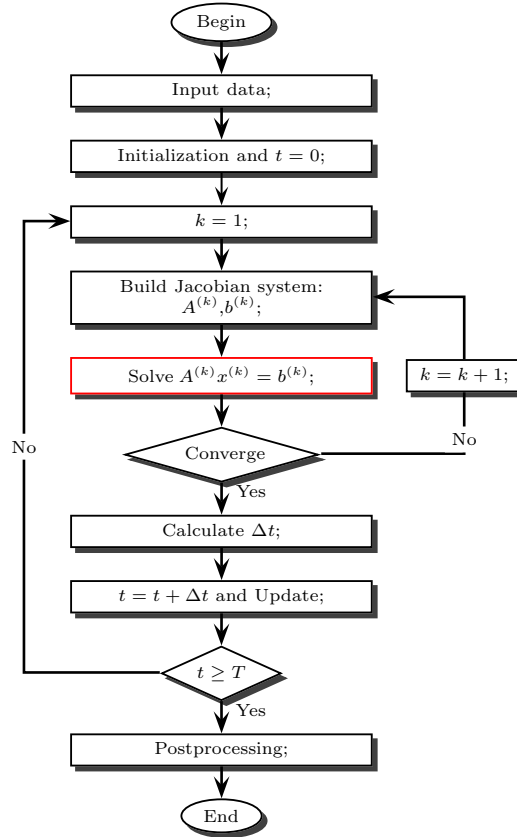 Begin
Input data;
Initialization and t = 0;
k = 1;
Build Jacobian system:
A^{(k)},b^{(k)};
Solve A^{(k)}x^{(k)} = b^{(k)};
k = k + 1;
No
Converge
No
Yes
Calculate Δt;
t = t + Δt and Update;
t ≥ T
Yes
Postprocessing;
End